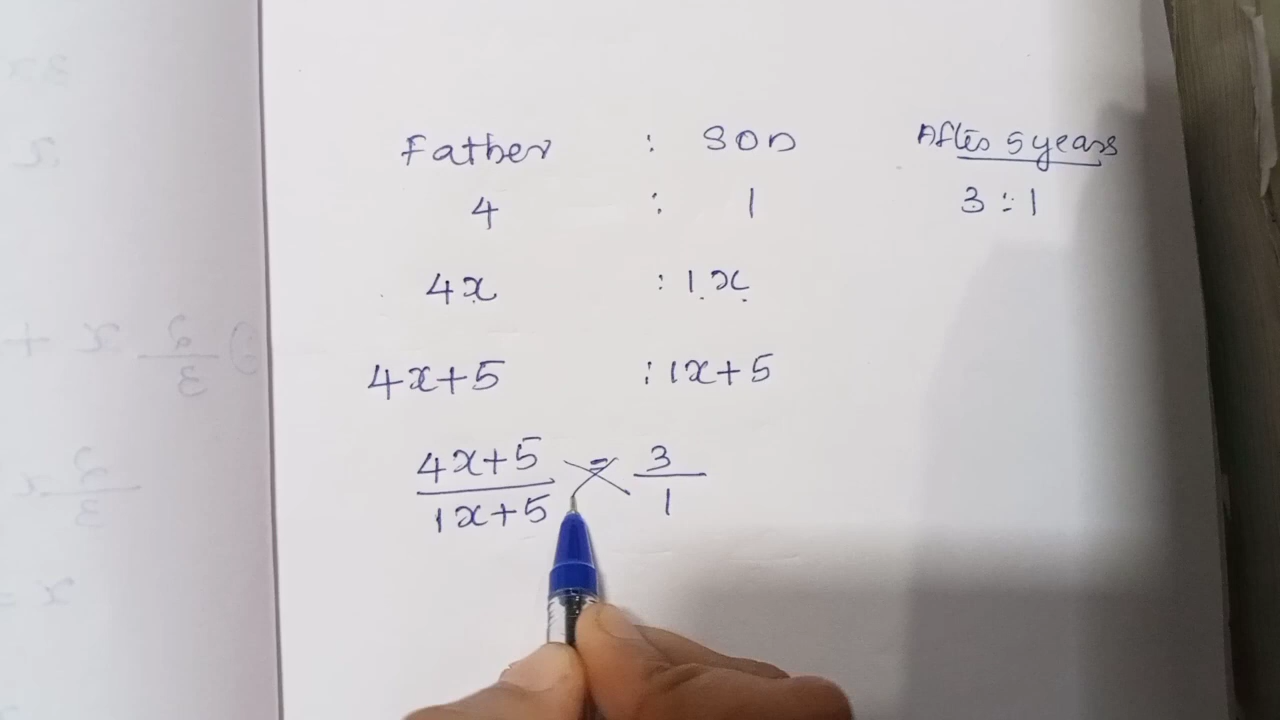 Father : Son After 5 years
4 : 1 3 : 1
4x : 1x
4x+5 : 1x+5
4x+5 = 3
1x+5 1